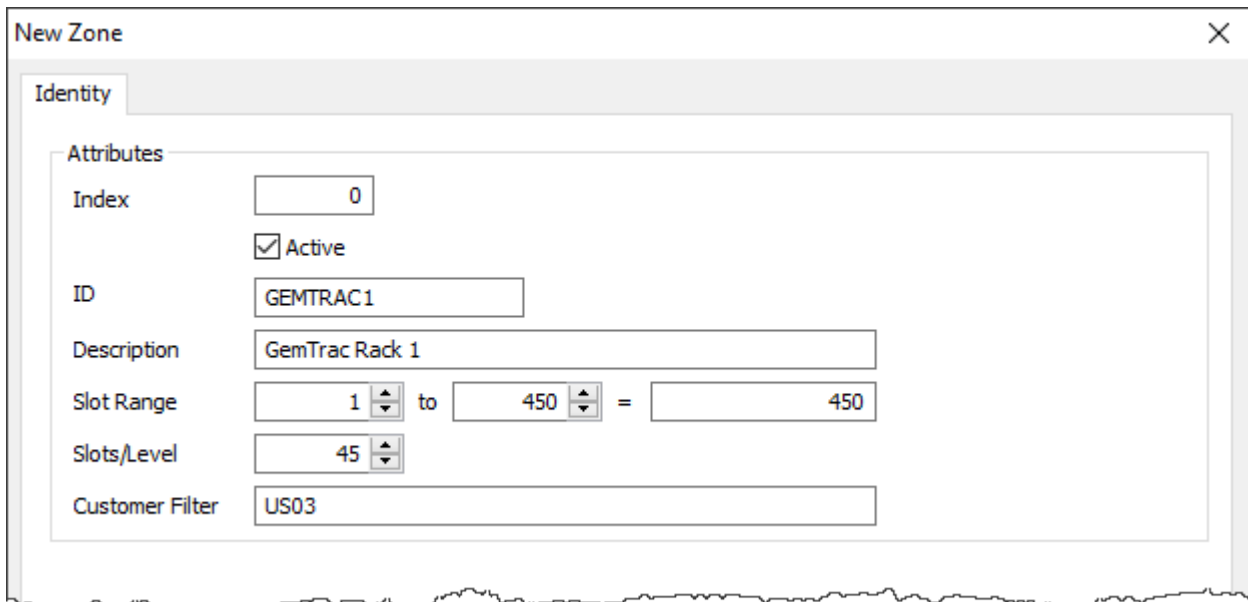 New Zone
Identity
Attributes
Index 0
Active
ID GEMTRAC1
Description GemTrac Rack 1
Slot Range 1 to 450 = 450
Slots/Level 45
Customer Filter US03